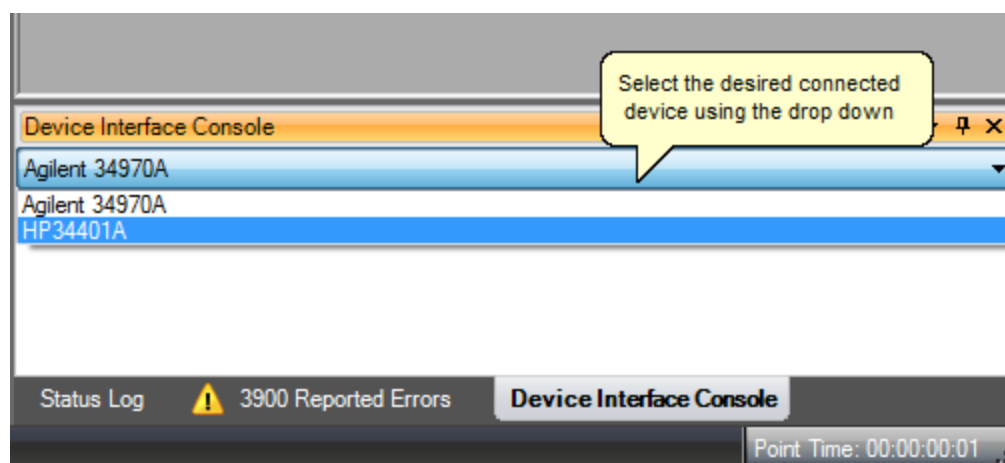 Select the desired connected
device using the drop down
Device Interface Console
Agilent 34970A
Agilent 34970A
HP34401A
Status Log
3900 Reported Errors
Device Interface Console
Point Time: 00:00:00:01